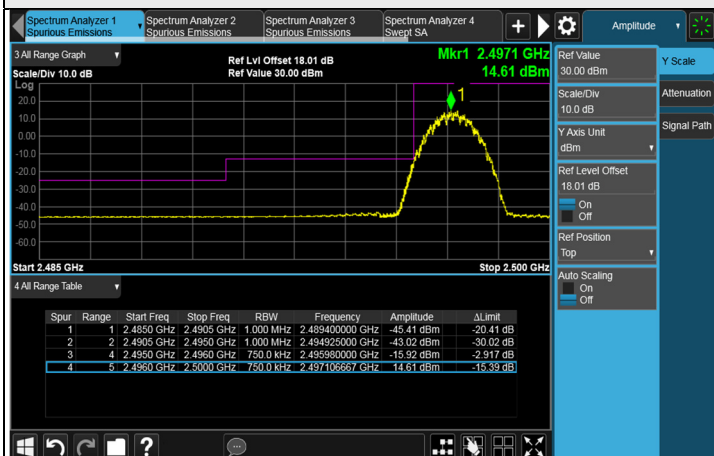 Spectrum Analyzer 1
Spurious Emissions
Spectrum Analyzer 2
Spurious Emissions
Spectrum Analyzer 3
Spurious Emissions
Spectrum Analyzer 4
Swept SA
+
Amplitude
3 All Range Graph
Scale/Div 10.0 dB
Ref Lvl Offset 18.01 dB
Ref Value 30.00 dBm
Mkr1 2.4971 GHz
14.61 dBm
Log
20.0
10.0
0.00
-10.0
-20.0
-30.0
-40.0
-50.0
-60.0
1
Start 2.485 GHz
Stop 2.500 GHz
4 All Range Table
Spur Range Start Freq Stop Freq RBW Frequency Amplitude ΔLimit
1 1 2.4850 GHz 2.4905 GHz 1.000 MHz 2.489400000 GHz -45.41 dBm -20.41 dB
2 2 2.4905 GHz 2.4950 GHz 1.000 MHz 2.494925000 GHz -43.02 dBm -30.02 dB
3 4 2.4950 GHz 2.4960 GHz 750.0 kHz 2.495980000 GHz -15.92 dBm -2.917 dB
4 5 2.4960 GHz 2.5000 GHz 750.0 kHz 2.497106667 GHz 14.61 dBm -15.39 dB
Ref Value
30.00 dBm
Scale/Div
10.0 dB
Y Axis Unit
dBm
Ref Level Offset
18.01 dB
On
Off
Ref Position
Top
Auto Scaling
On
Off
Y Scale
Attenuation
Signal Path
?